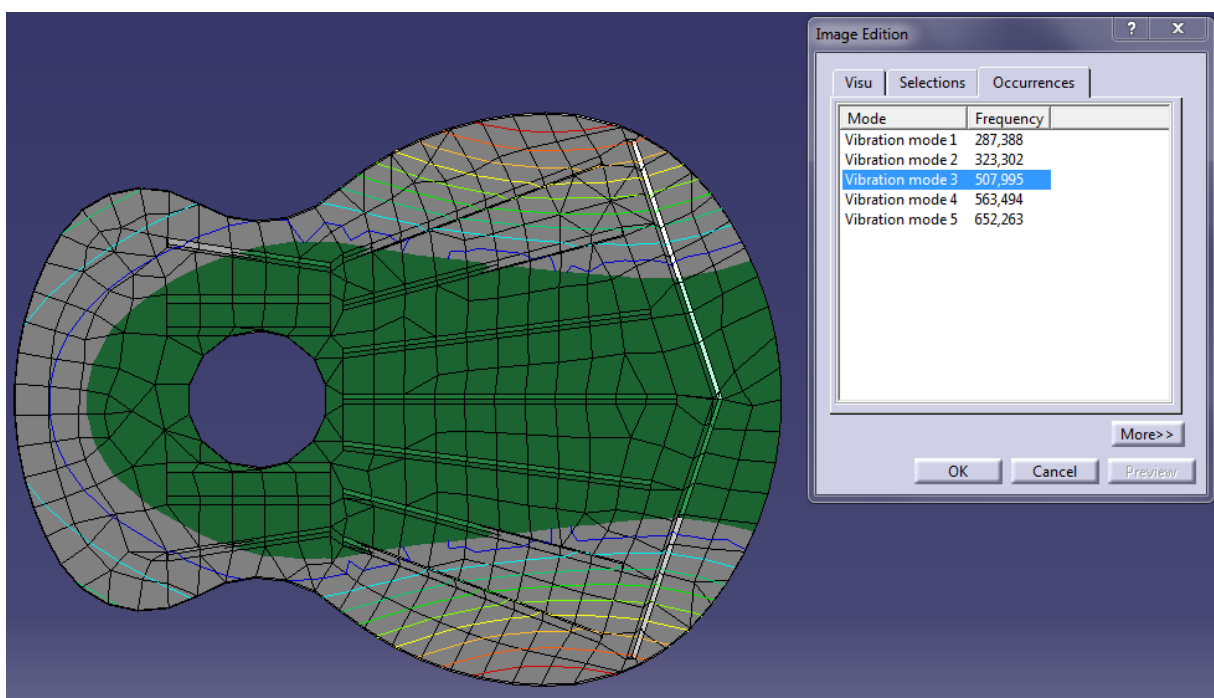 Image Edition
? X
Visu Selections Occurrences
Mode Frequency
Vibration mode 1 287,388
Vibration mode 2 323,302
Vibration mode 3 507,995
Vibration mode 4 563,494
Vibration mode 5 652,263
More>>
OK Cancel Preview